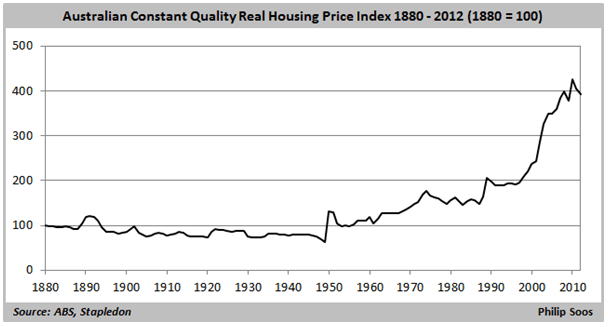 Australian Constant Quality Real Housing Price Index 1880 - 2012 (1880 = 100)
500
400
300
200
100
0
1880 1890 1900 1910 1920 1930 1940 1950 1960 1970 1980 1990 2000 2010
Source: ABS, Stapledon Philip Soos